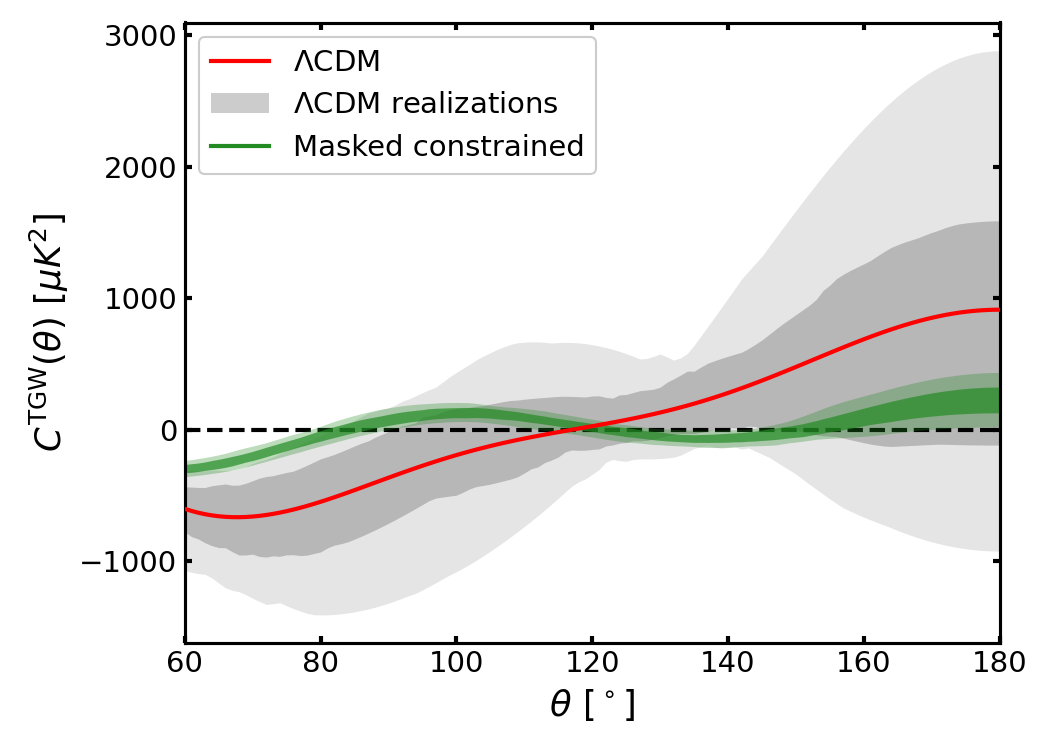 3000
2000
1000
0
−1000
60
80
100
120
140
160
180
θ [°]
C^TGW(θ) [μK²]
ΛCDM
ΛCDM realizations
Masked constrained